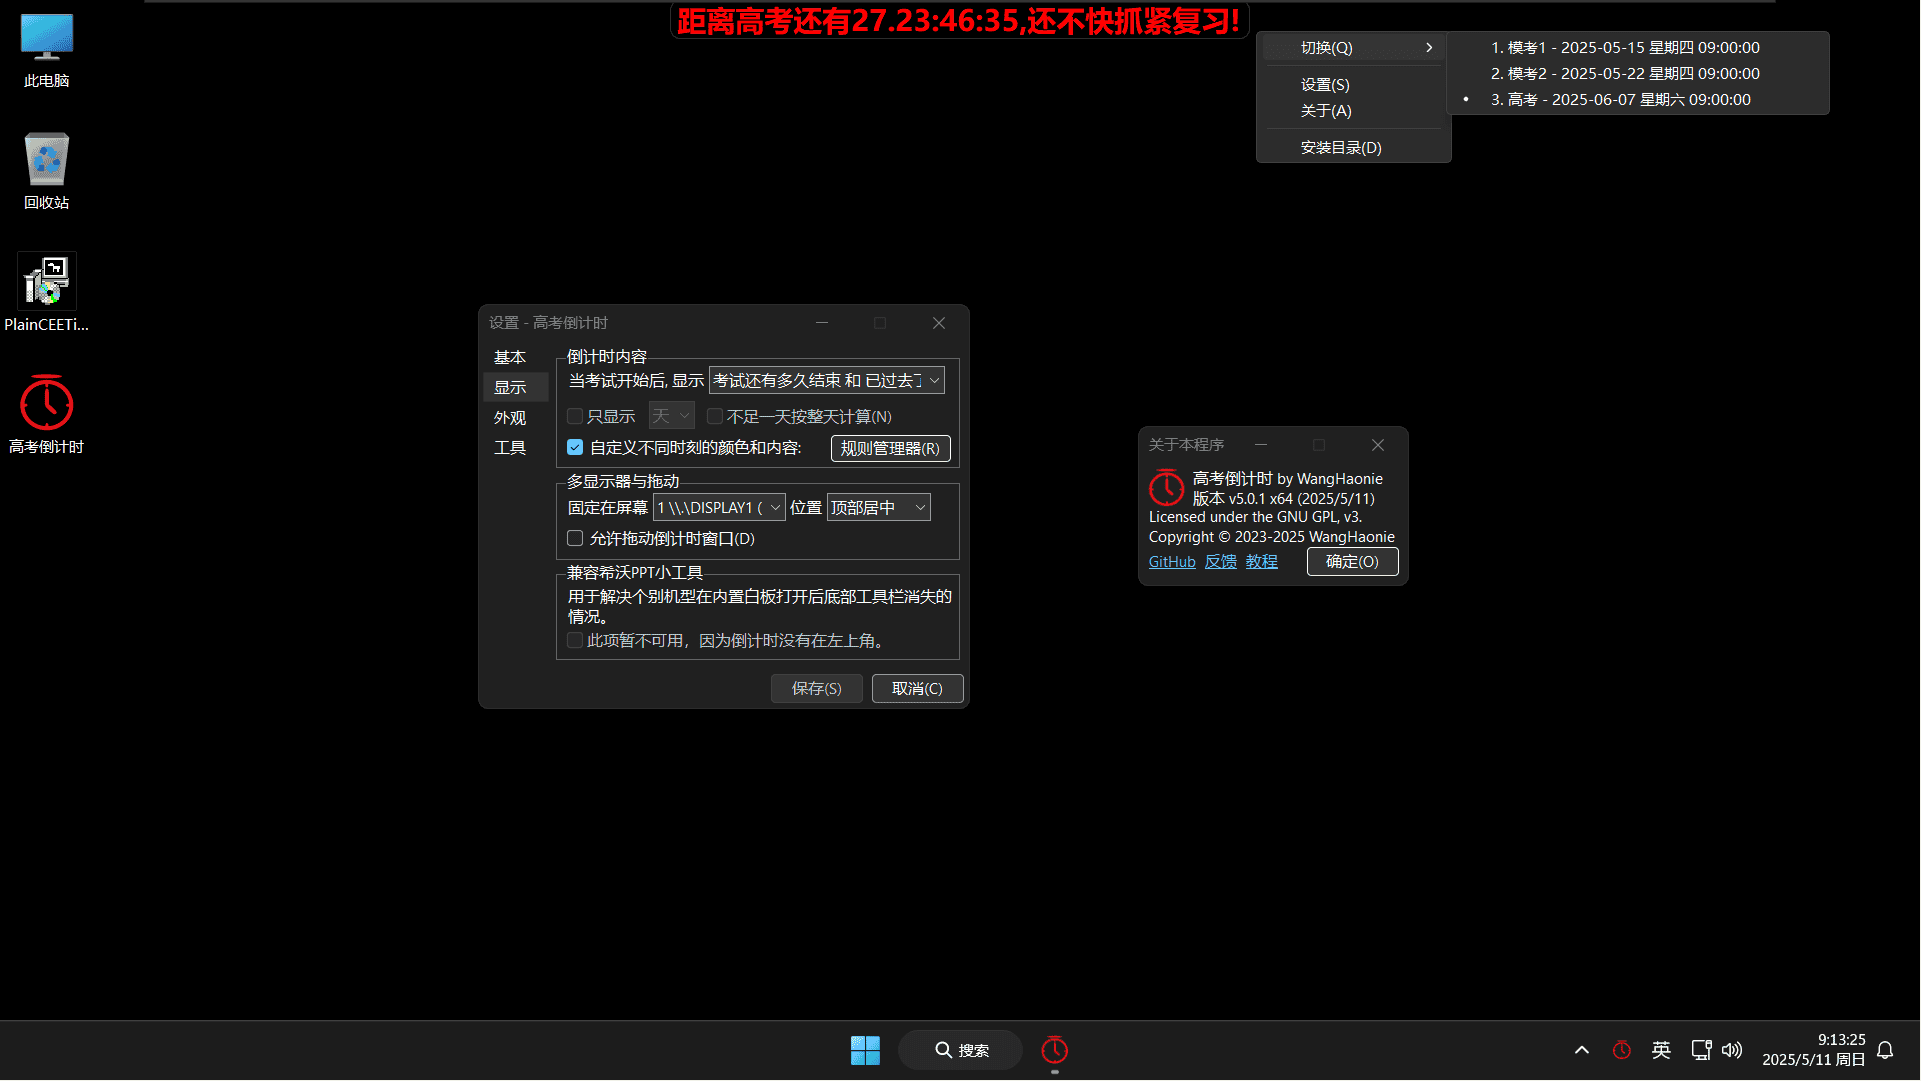 此电脑
回收站
PlainCEETi...
高考倒计时
距离高考还有27.23:46:35,还不快抓紧复习!
切换(Q)
设置(S)
关于(A)
安装目录(D)
1. 模考1 - 2025-05-15 星期四 09:00:00
2. 模考2 - 2025-05-22 星期四 09:00:00
3. 高考 - 2025-06-07 星期六 09:00:00
设置 - 高考倒计时
基本
显示
外观
工具
倒计时内容
当考试开始后, 显示 考试还有多久结束 和 已过去了
只显示 天 不足一天按整天计算(N)
自定义不同时刻的颜色和内容: 规则管理器(R)
多显示器与拖动
固定在屏幕 1 \\.\DISPLAY1 ( 位置 顶部居中
允许拖动倒计时窗口(D)
兼容希沃PPT小工具
用于解决个别机型在内置白板打开后底部工具栏消失的
情况。
此项暂不可用，因为倒计时没有在左上角。
保存(S) 取消(C)
关于本程序
高考倒计时 by WangHaonie
版本 v5.0.1 x64 (2025/5/11)
Licensed under the GNU GPL, v3.
Copyright © 2023-2025 WangHaonie
GitHub 反馈 教程 确定(O)
搜索
英
9:13:25
2025/5/11 周日